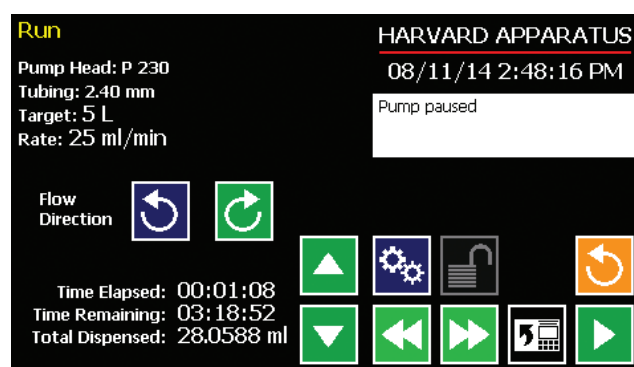 Run
HARVARD APPARATUS
Pump Head: P 230
08/11/14 2:48:16 PM
Tubing: 2.40 mm
Target: 5 L
Pump paused
Rate: 25 ml/min
Flow
Direction
Time Elapsed: 00:01:08
Time Remaining: 03:18:52
Total Dispensed: 28.0588 ml